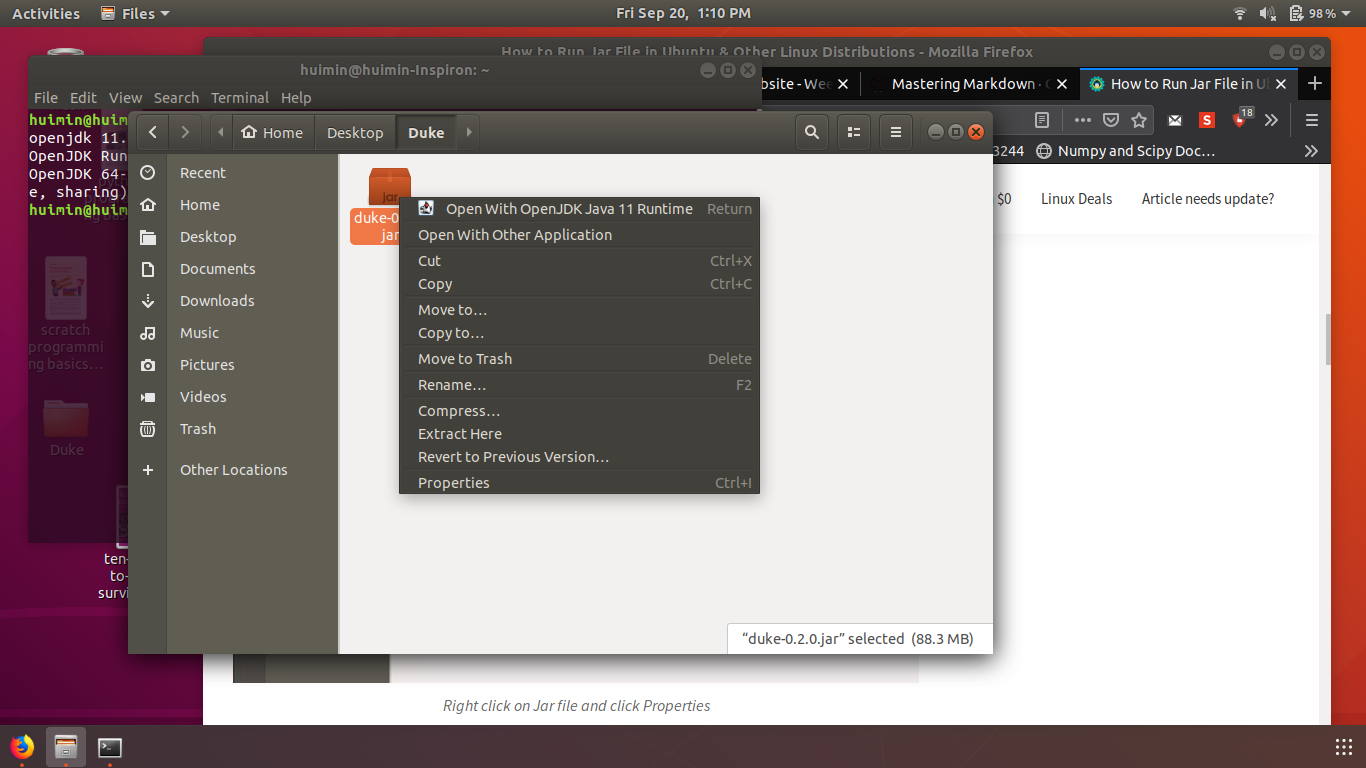 Activities
Files
Fri Sep 20, 1:10 PM
98%
How to Run Jar File in Ubuntu & Other Linux Distributions - Mozilla Firefox
huimin@huimin-Inspiron: ~
bsite - Wee
Mastering Markdown ·
How to Run Jar File in Ub
File Edit View Search Terminal Help
huimin@huim
openjdk 11.
OpenJDK Run
OpenJDK 64-
e, sharing)
huimin@huim
18
3244
Numpy and Scipy Doc…
$0
Linux Deals
Article needs update?
Home
Desktop
Duke
Recent
Home
Desktop
Documents
Downloads
Music
Pictures
Videos
Trash
Other Locations
jar
duke-0
jar
Open With OpenJDK Java 11 Runtime Return
Open With Other Application
Cut Ctrl+X
Copy Ctrl+C
Move to…
Copy to…
Move to Trash Delete
Rename… F2
Compress…
Extract Here
Revert to Previous Version…
Properties Ctrl+I
scratch
programmi
ng basics…
Duke
ten-
to-
survi
“duke-0.2.0.jar” selected (88.3 MB)
Right click on Jar file and click Properties